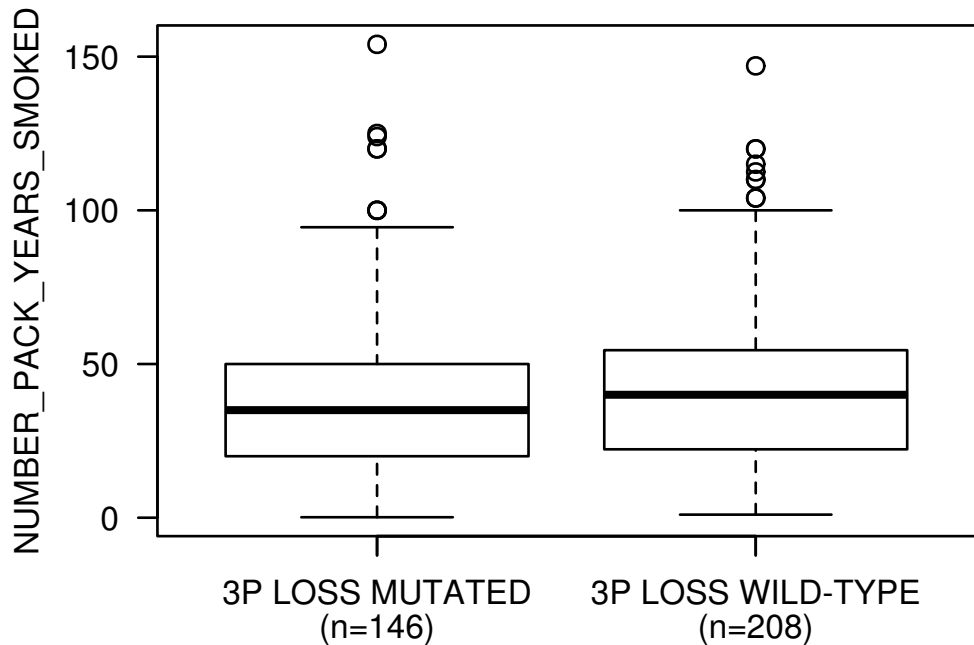 NUMBER_PACK_YEARS_SMOKED
150
100
50
0
3P LOSS MUTATED
(n=146)
3P LOSS WILD-TYPE
(n=208)